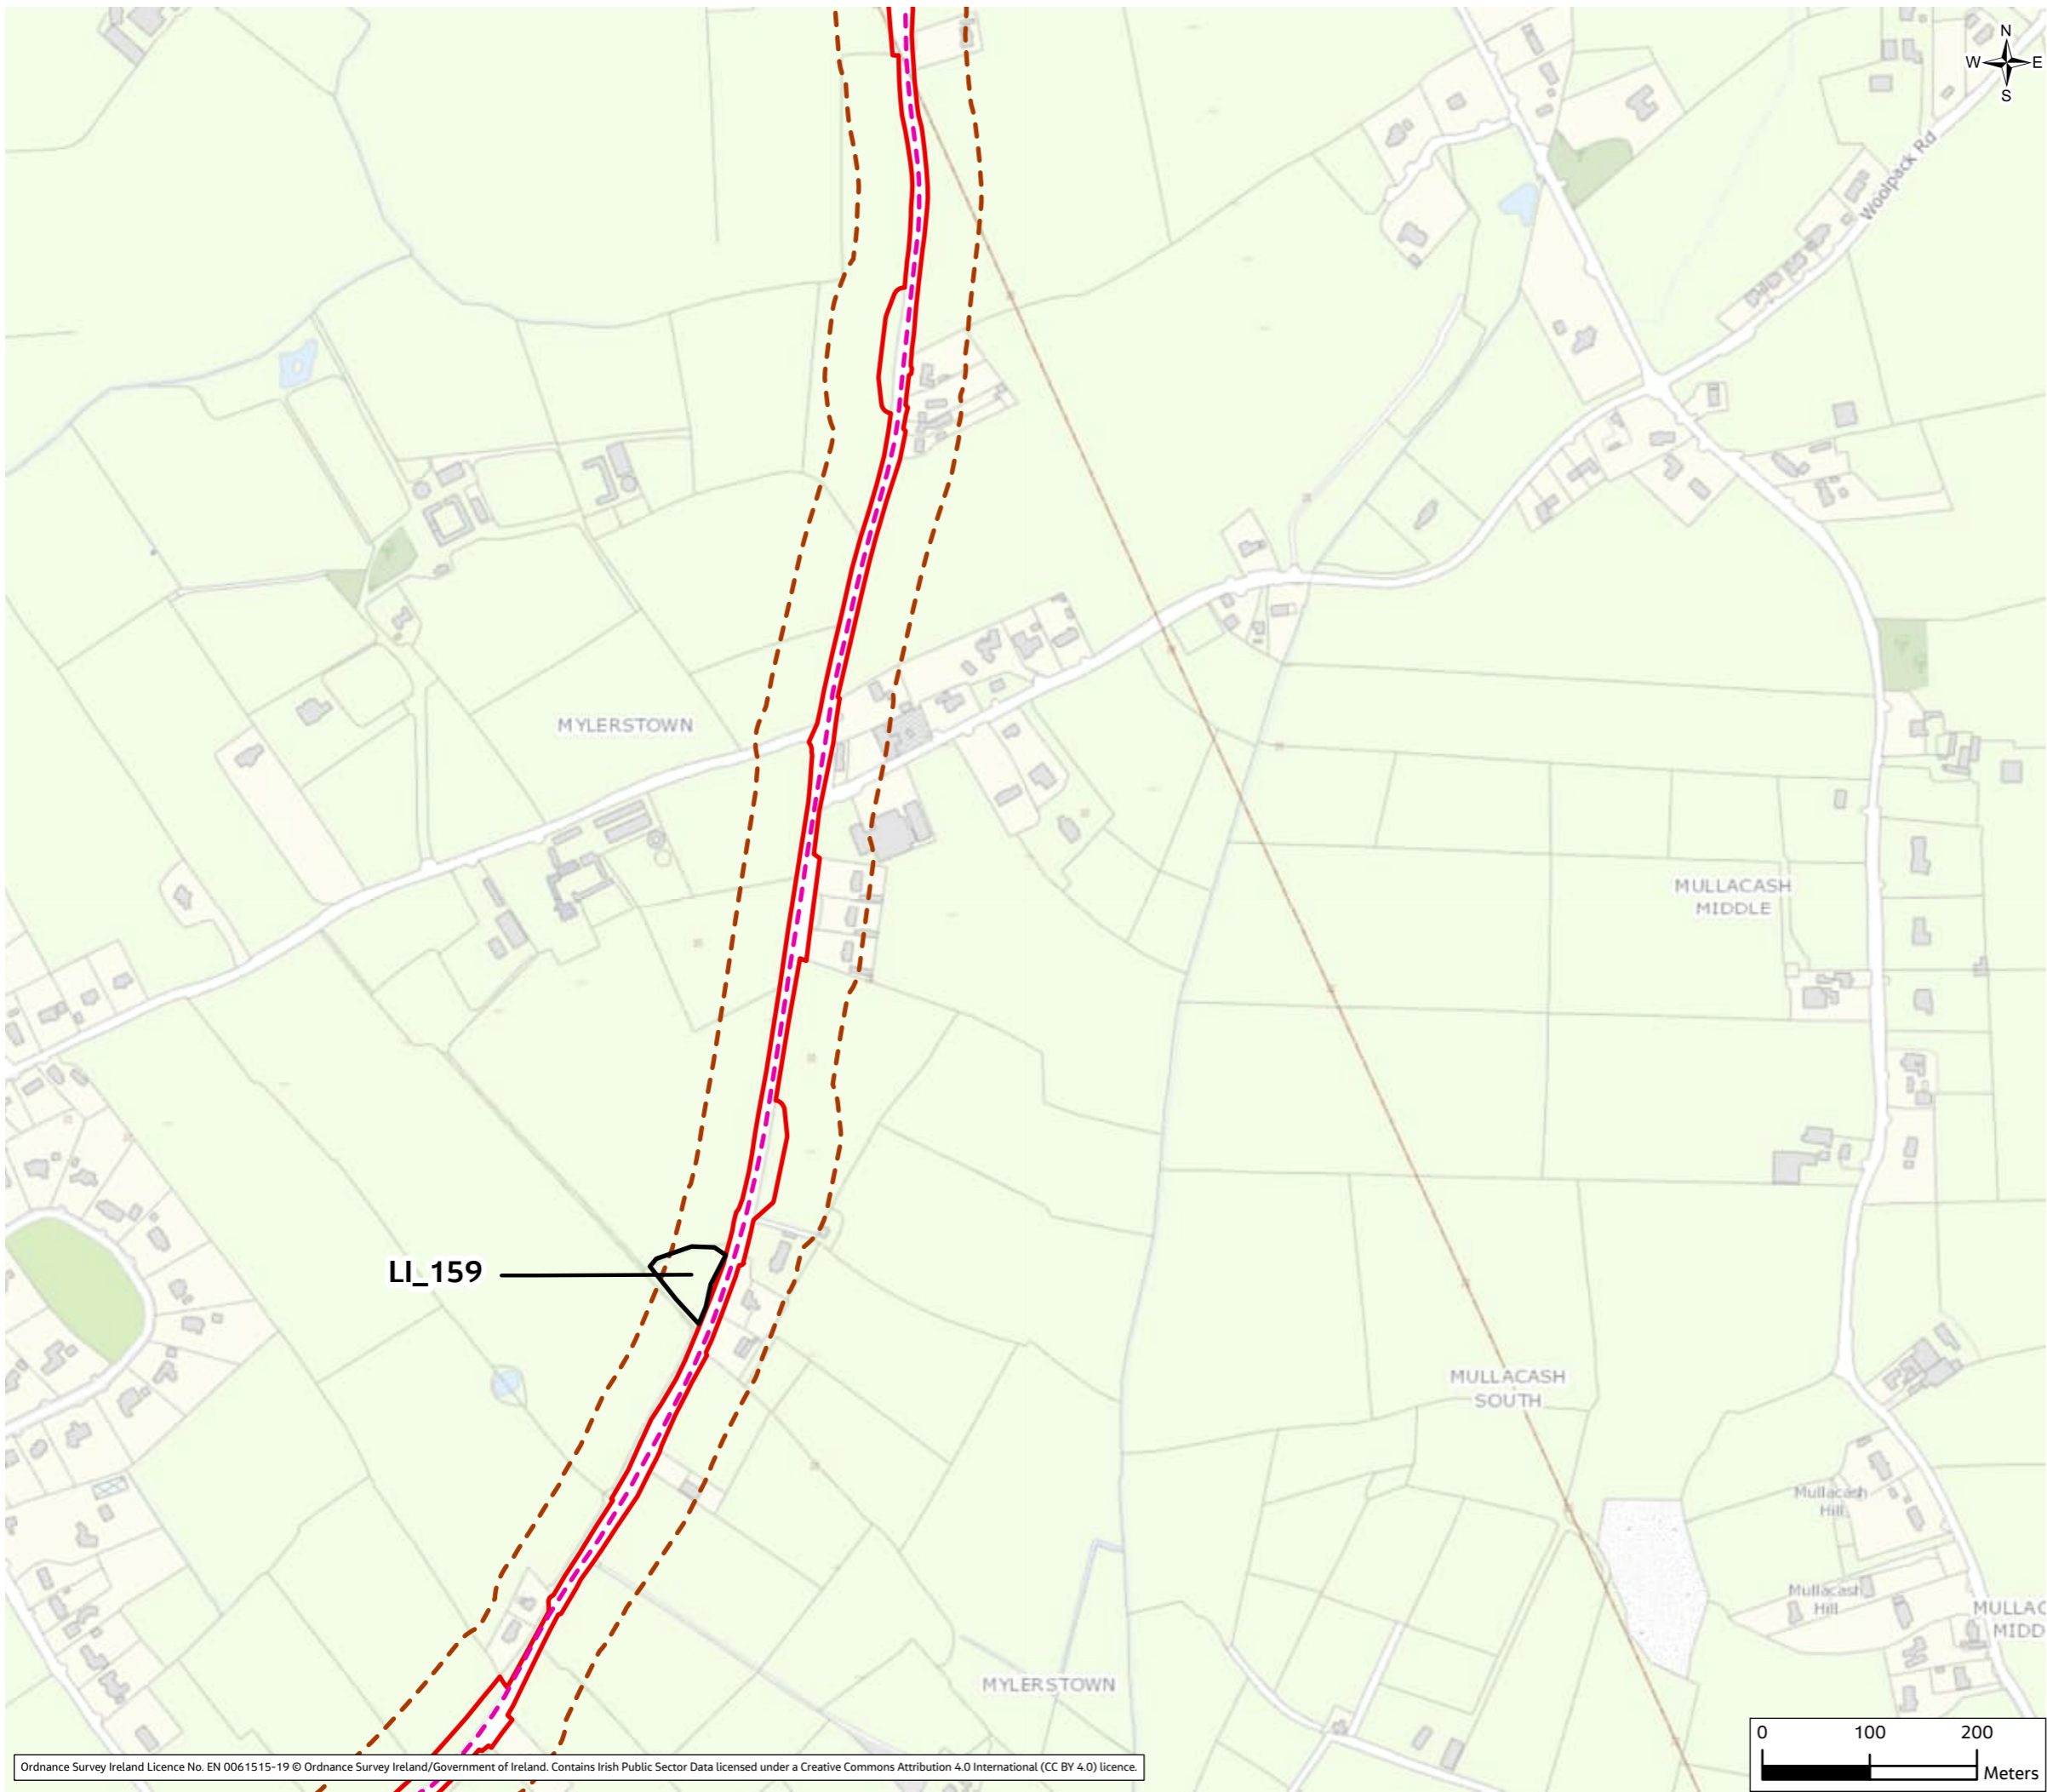 N
W E
S
Woolpack Rd
MYLERSTOWN
MULLACASH
MIDDLE
LI_159
MULLACASH
SOUTH
Mullacash
Hill
Mullacash
Hill
MULLAC
MIDD
MYLERSTOWN
0 100 200
Meters
Ordnance Survey Ireland Licence No. EN 0061515-19 © Ordnance Survey Ireland/Government of Ireland. Contains Irish Public Sector Data licensed under a Creative Commons Attribution 4.0 International (CC BY 4.0) licence.